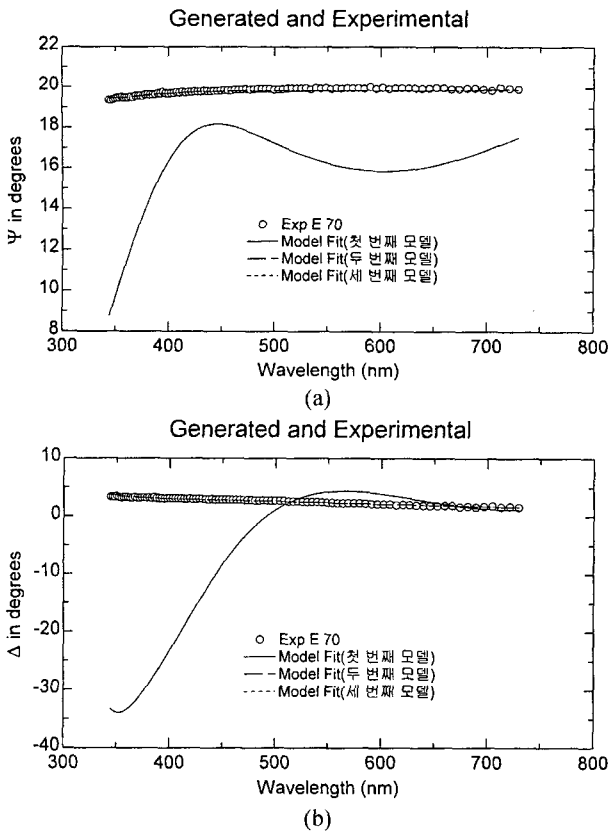 Generated and Experimental
22
20
18
16
14
12
10
8
Ψ in degrees
Exp E 70
Model Fit(첫 번째 모델)
Model Fit(두 번째 모델)
Model Fit(세 번째 모델)
300 400 500 600 700 800
Wavelength (nm)
(a)
Generated and Experimental
10
0
-10
-20
-30
-40
Δ in degrees
Exp E 70
Model Fit(첫 번째 모델)
Model Fit(두 번째 모델)
Model Fit(세 번째 모델)
300 400 500 600 700 800
Wavelength (nm)
(b)